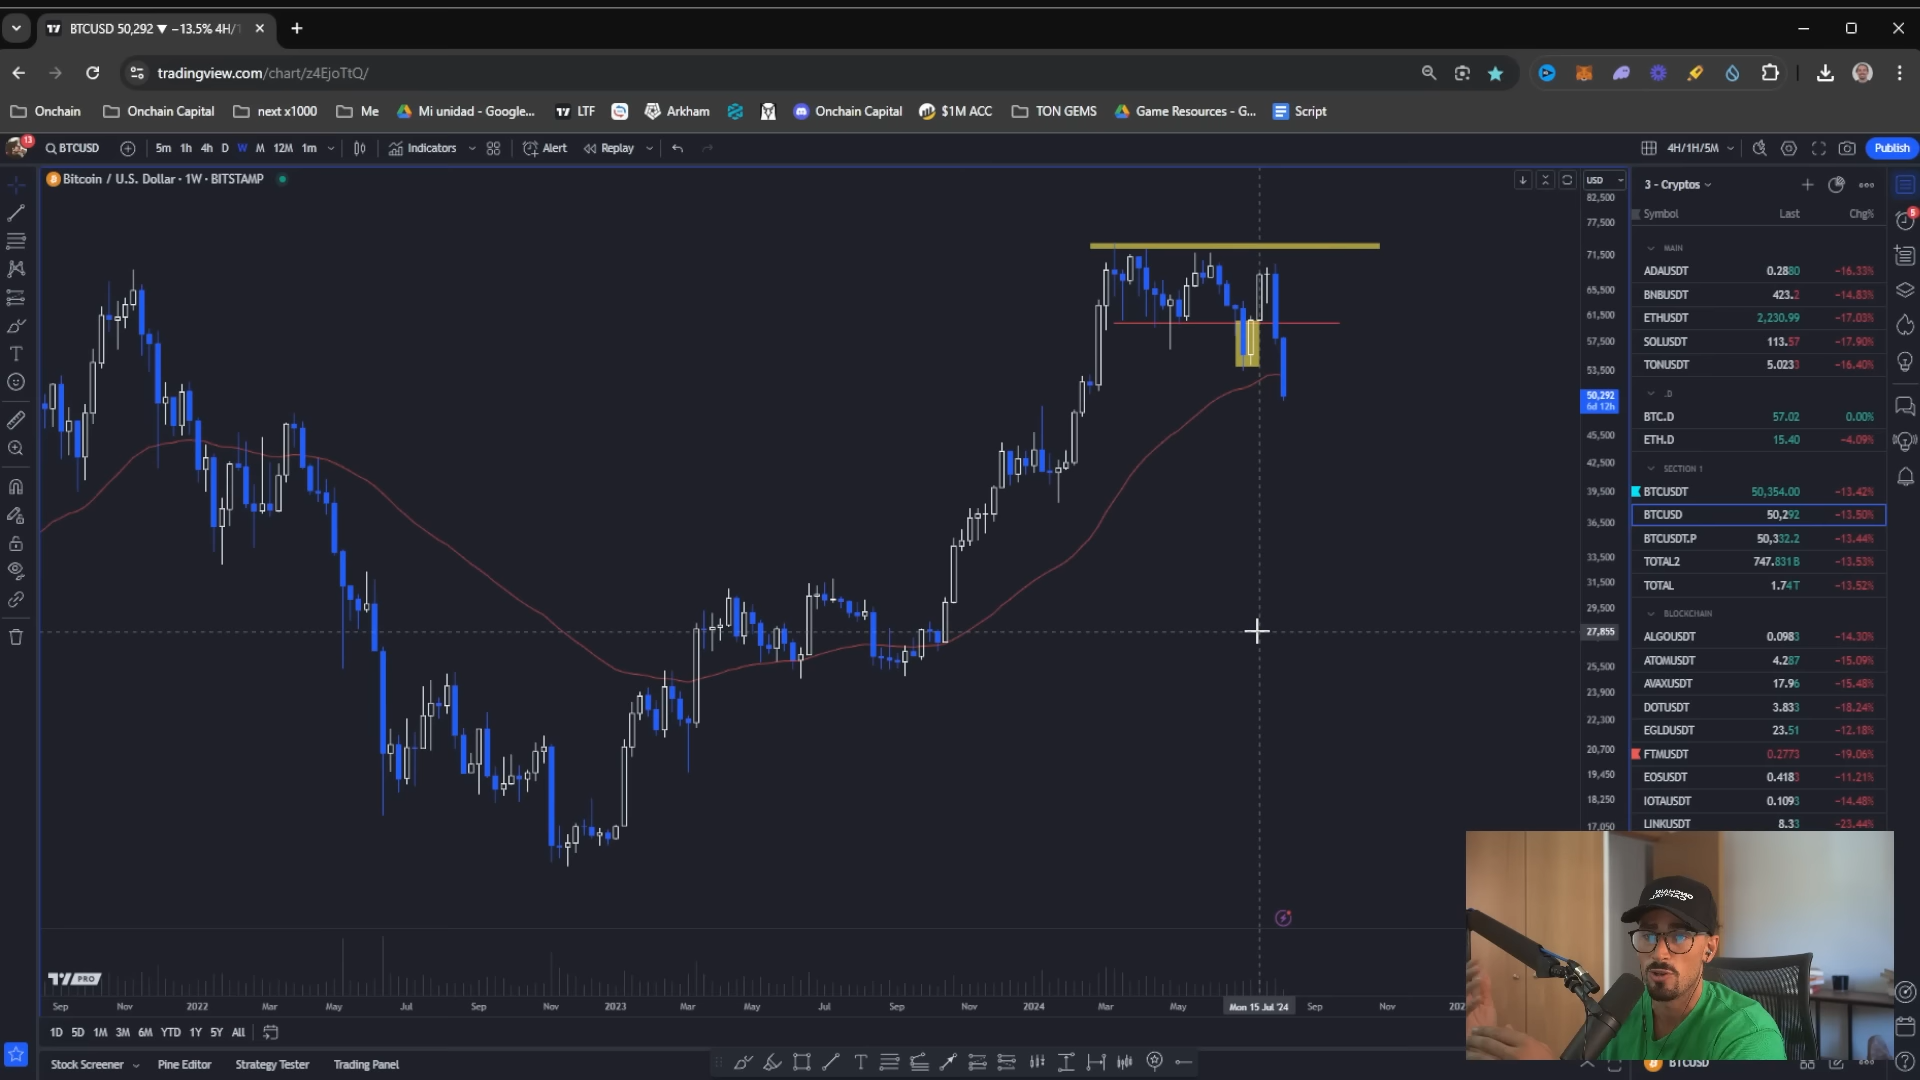 BTCUSD 50,292 ▼ −13.5% 4H/
tradingview.com/chart/z4EjoTtQ/
Onchain Onchain Capital next x1000 Me Mi unidad - Google... LTF Arkham Onchain Capital $1M ACC TON GEMS Game Resources - G... Script
13 BTCUSD 5m 1h 4h D W M 12M 1m Indicators Alert Replay 4H/1H/5M Publish
Bitcoin / U.S. Dollar · 1W · BITSTAMP
USD
82,500
77,500
71,500
65,500
61,500
57,500
53,500
50,292
6d 12h
45,500
42,500
39,500
36,500
33,500
31,500
29,500
27,855
25,500
23,900
22,300
20,700
19,450
18,250
17,050
3 - Cryptos
Symbol Last Chg%
5
MAIN
ADAUSDT 0.2880 −16.33%
BNBUSDT 423.2 −14.83%
ETHUSDT 2,230.99 −17.03%
SOLUSDT 113.57 −17.90%
TONUSDT 5.0233 −16.40%
.D
BTC.D 57.02 0.00%
ETH.D 15.40 −4.09%
SECTION 1
BTCUSDT 50,354.00 −13.42%
BTCUSD 50,292 −13.50%
BTCUSDT.P 50,332.2 −13.44%
TOTAL2 747.831B −13.53%
TOTAL 1.74T −13.52%
BLOCKCHAIN
ALGOUSDT 0.0983 −14.30%
ATOMUSDT 4.287 −15.09%
AVAXUSDT 17.96 −15.48%
DOTUSDT 3.833 −18.24%
EGLDUSDT 23.51 −12.18%
FTMUSDT 0.2773 −19.06%
EOSUSDT 0.4183 −11.21%
IOTAUSDT 0.1093 −14.48%
LINKUSDT 8.33 −23.44%
PRO
Sep Nov 2022 Mar May Jul Sep Nov 2023 Mar May Jul Sep Nov 2024 Mar May Mon 15 Jul '24 Sep Nov 202
1D 5D 1M 3M 6M YTD 1Y 5Y All
Stock Screener Pine Editor Strategy Tester Trading Panel
BTCUSD